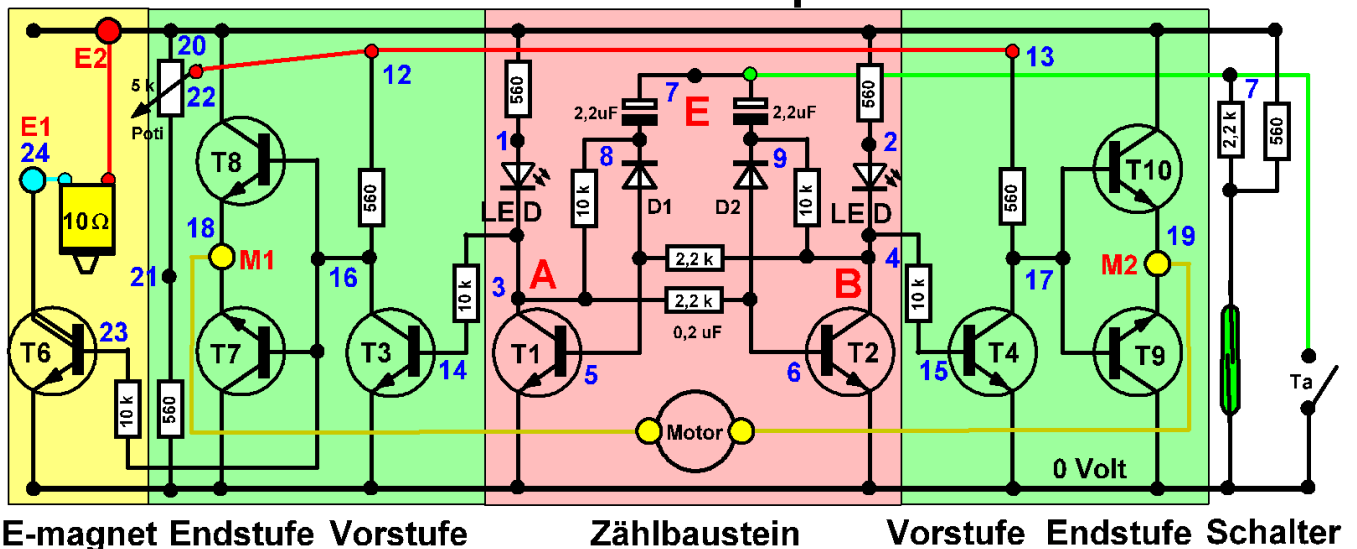 E2
20
12
13
5 k
22
Poti
E1
24
10 Ω
T8
18
M1
21
16
560
T6
23
T7
10 k
560
T3
14
10 k
560
1
LED
3
A
T1
5
2,2uF
7
E
2,2uF
8
9
10 k
D1
D2
10 k
2,2 k
2,2 k
0,2 uF
6
B
560
2
LED
4
T2
10 k
15
T4
560
17
T10
19
M2
T9
7
2,2 k
560
Ta
Motor
0 Volt
E-magnet Endstufe Vorstufe Zählbaustein Vorstufe Endstufe Schalter